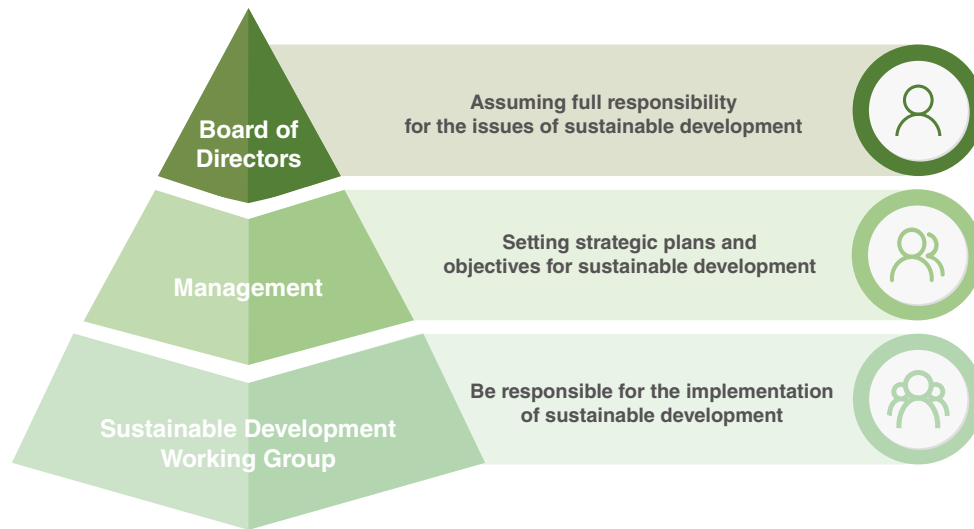 Board of
Directors
Assuming full responsibility
for the issues of sustainable development
Management
Setting strategic plans and
objectives for sustainable development
Sustainable Development
Working Group
Be responsible for the implementation
of sustainable development